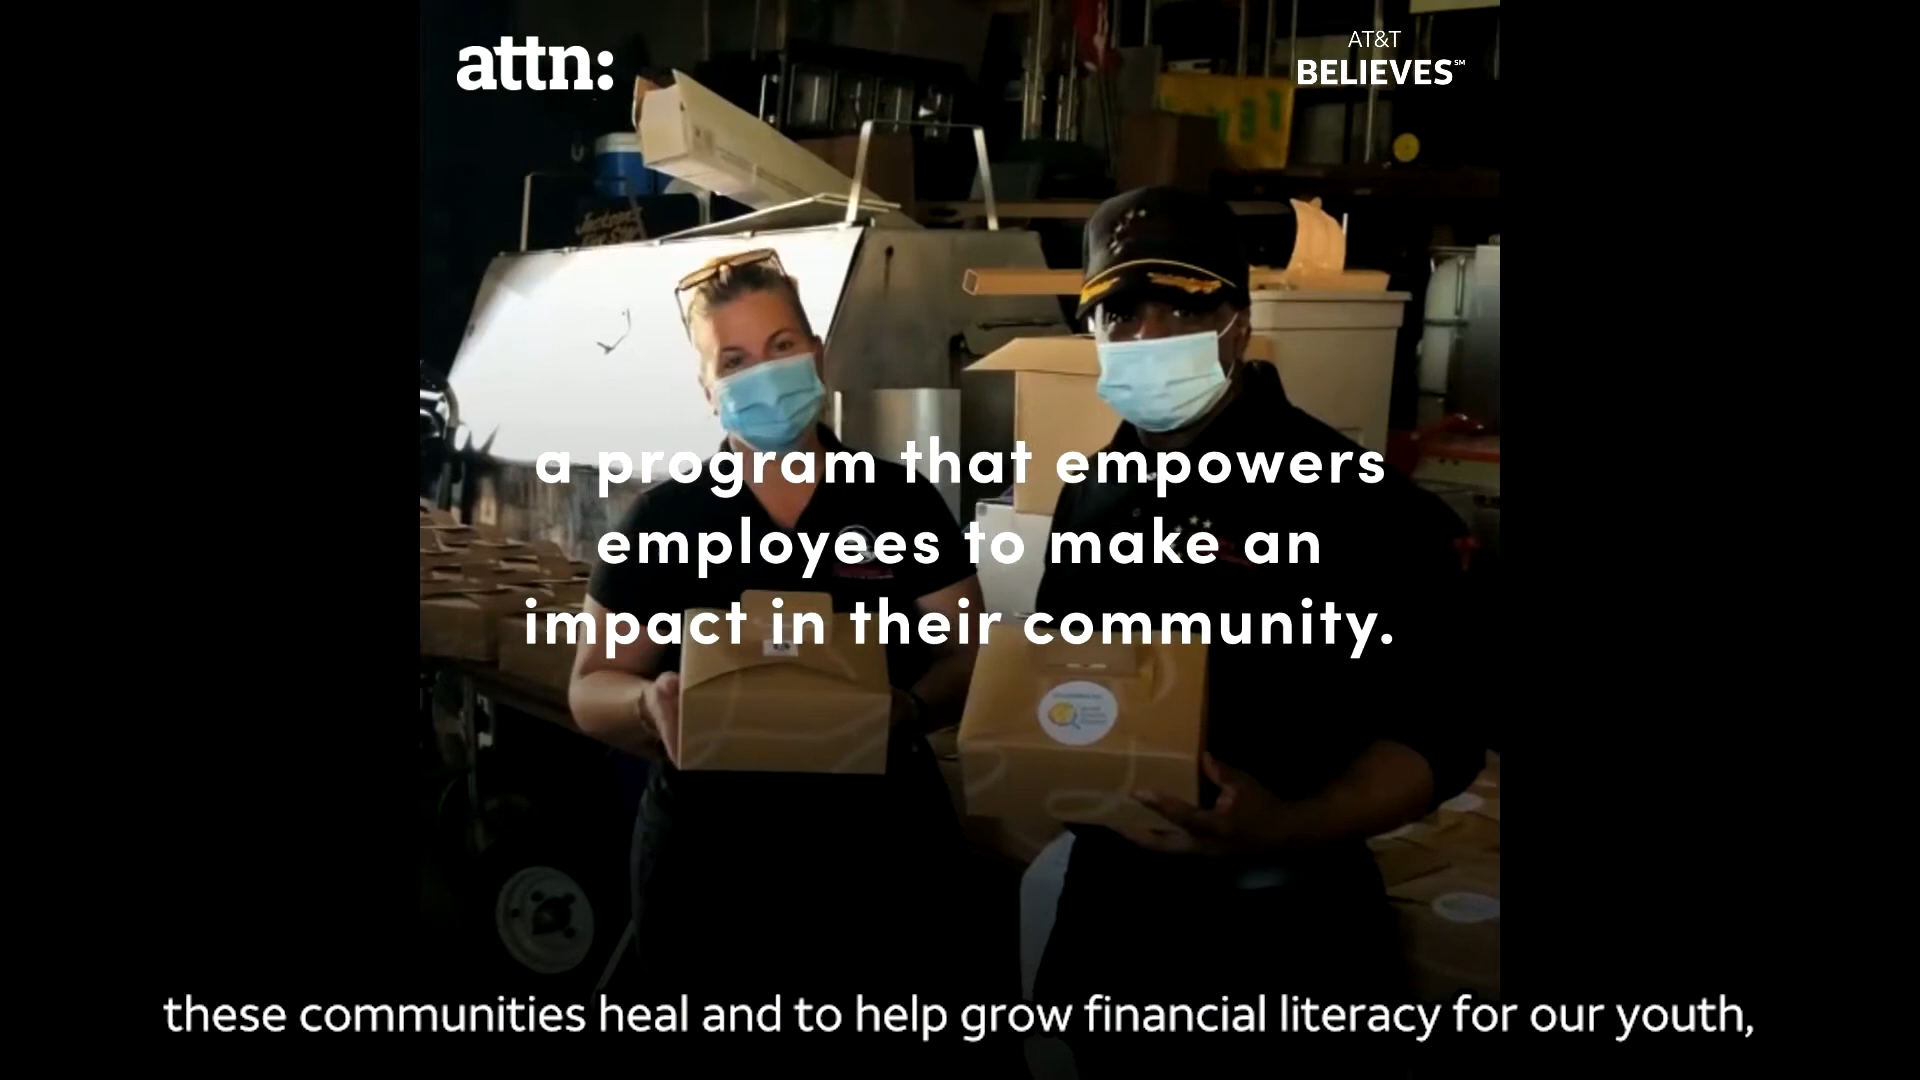 attn:
AT&T
BELIEVES℠
a program that empowers
employees to make an
impact in their community.
these communities heal and to help grow financial literacy for our youth,